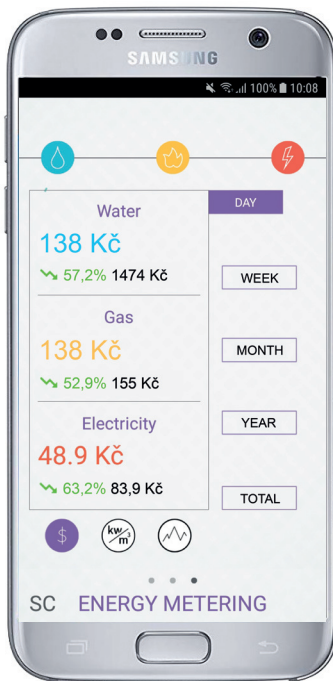 SAMSUNG
100% 10:08
Water
138 Kč
57,2% 1474 Kč
Gas
138 Kč
52,9% 155 Kč
Electricity
48.9 Kč
63,2% 83,9 Kč
DAY
WEEK
MONTH
YEAR
TOTAL
$
kw/m³
SC ENERGY METERING